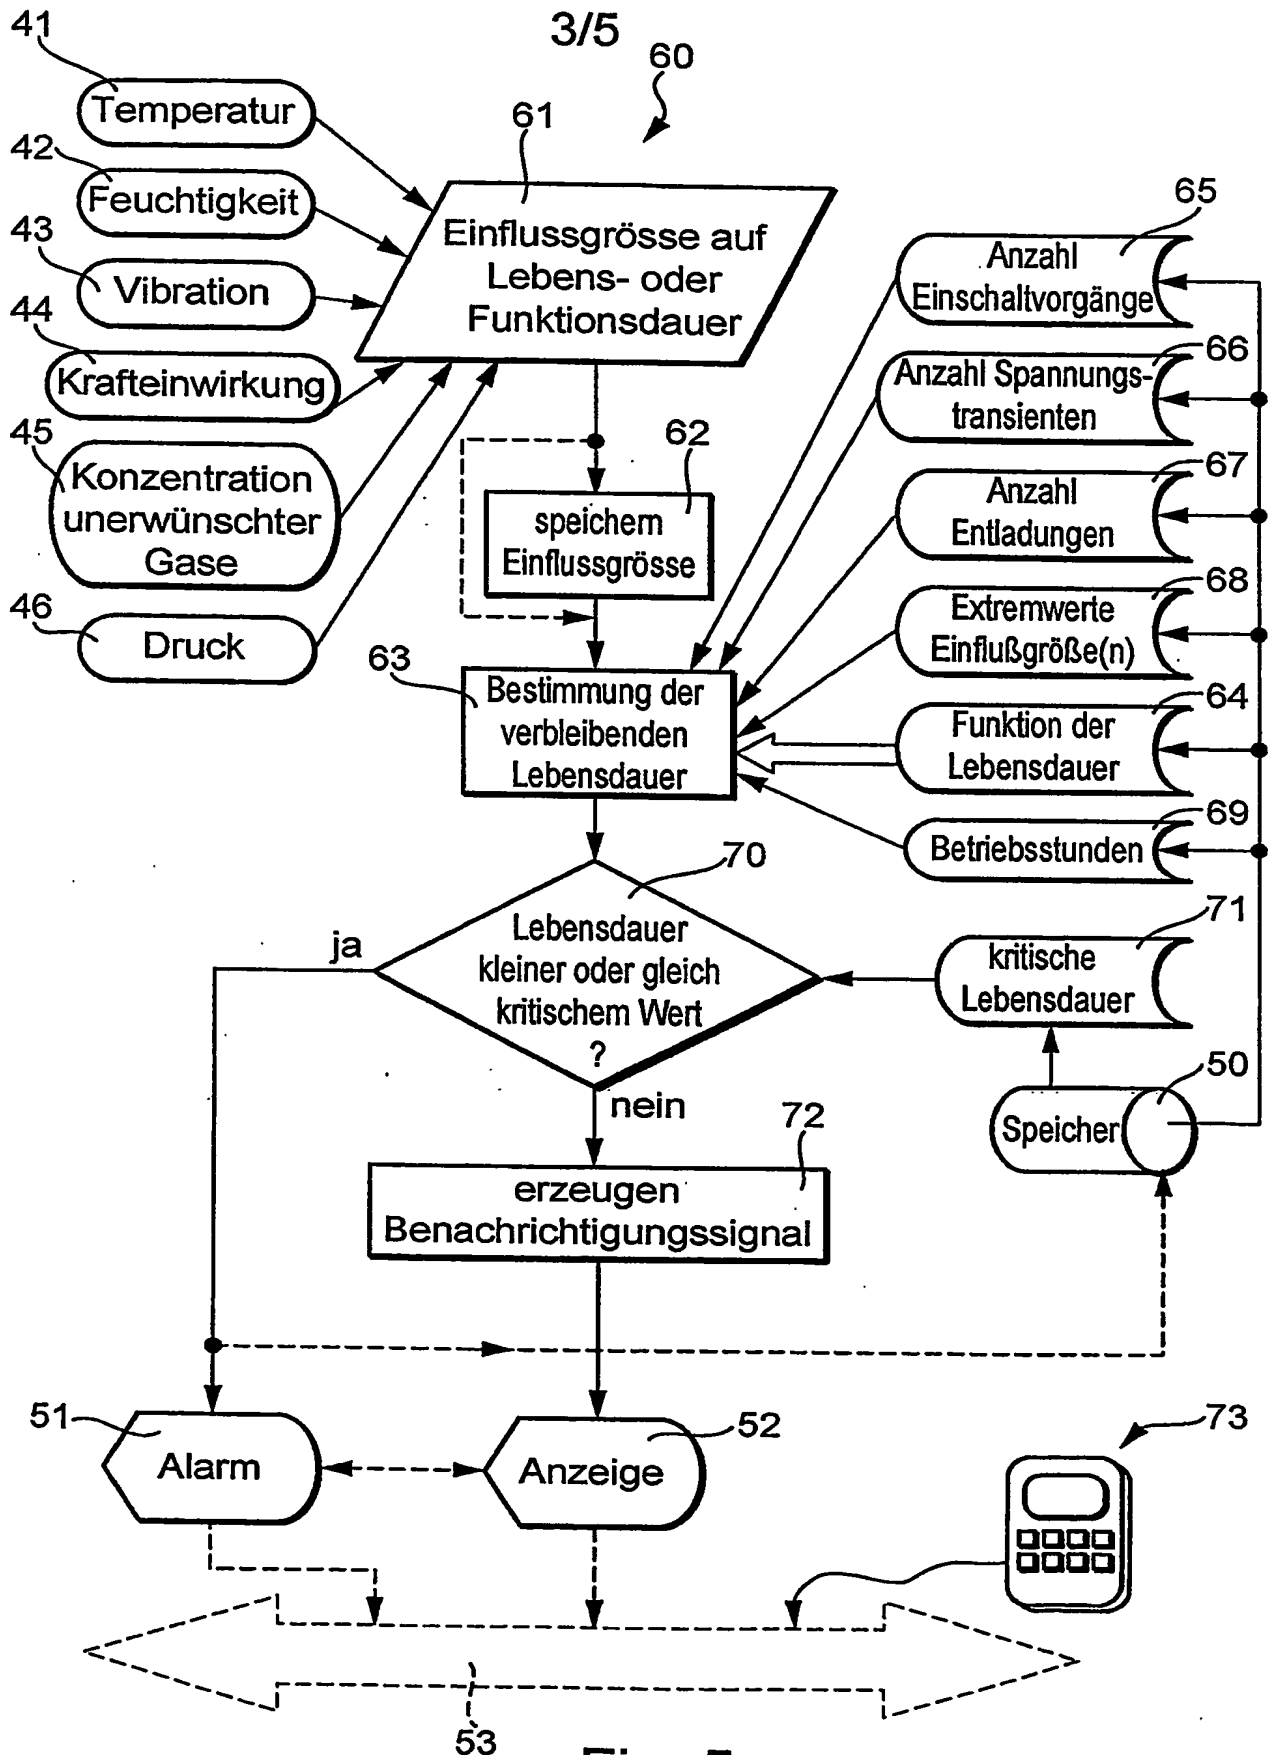 3/5
60
41
Temperatur
42
Feuchtigkeit
43
Vibration
44
Krafteinwirkung
45
Konzentration
unerwünschter
Gase
46
Druck
61
Einflussgrösse auf
Lebens- oder
Funktionsdauer
62
speichern
Einflussgrösse
63
Bestimmung der
verbleibenden
Lebensdauer
65
Anzahl
Einschaltvorgänge
66
Anzahl Spannungs-
transienten
67
Anzahl
Entladungen
68
Extremwerte
Einflußgröße(n)
64
Funktion der
Lebensdauer
69
Betriebsstunden
70
Lebensdauer
kleiner oder gleich
kritischem Wert
?
ja
nein
71
kritische
Lebensdauer
50
Speicher
72
erzeugen
Benachrichtigungssignal
51
Alarm
52
Anzeige
73
53